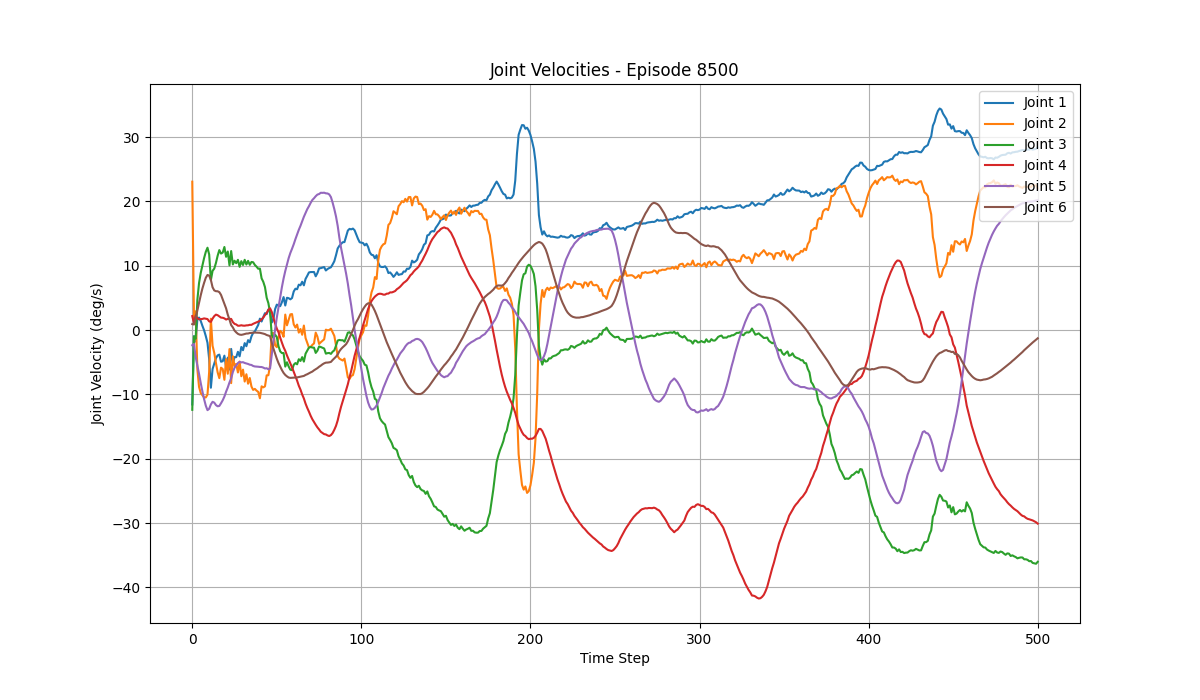 Joint Velocities - Episode 8500
Joint Velocity (deg/s)
30
20
10
0
−10
−20
−30
−40
Joint 1
Joint 2
Joint 3
Joint 4
Joint 5
Joint 6
0
100
200
300
400
500
Time Step